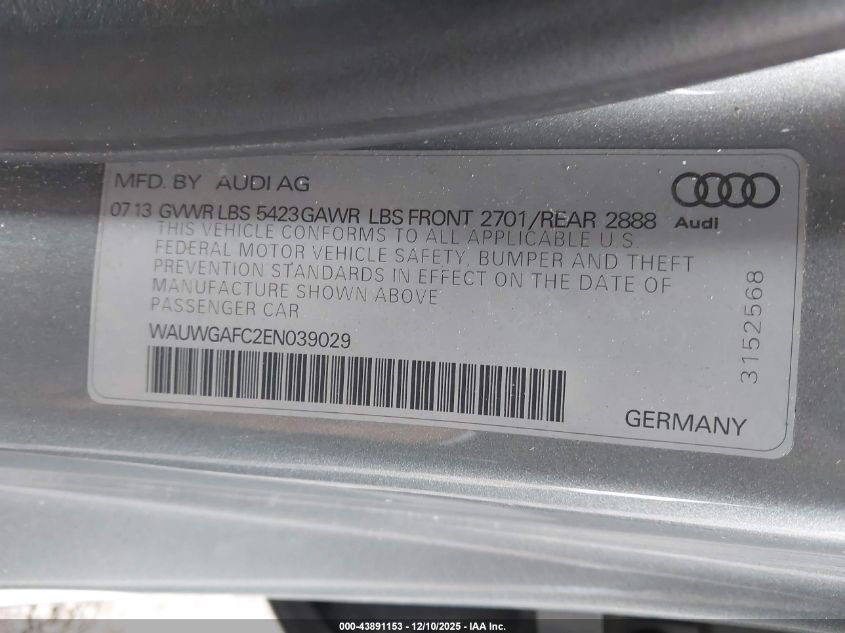 MFD. BY AUDI AG
07 13 GVWR LBS 5423 GAWR LBS FRONT 2701/REAR 2888
Audi
THIS VEHICLE CONFORMS TO ALL APPLICABLE U.S
FEDERAL MOTOR VEHICLE SAFETY, BUMPER AND THEFT
PREVENTION STANDARDS IN EFFECT ON THE DATE OF
MANUFACTURE SHOWN ABOVE
PASSENGER CAR
WAUWGAFC2EN039029
3152568
GERMANY
000-43891153 - 12/10/2025 - IAA Inc.